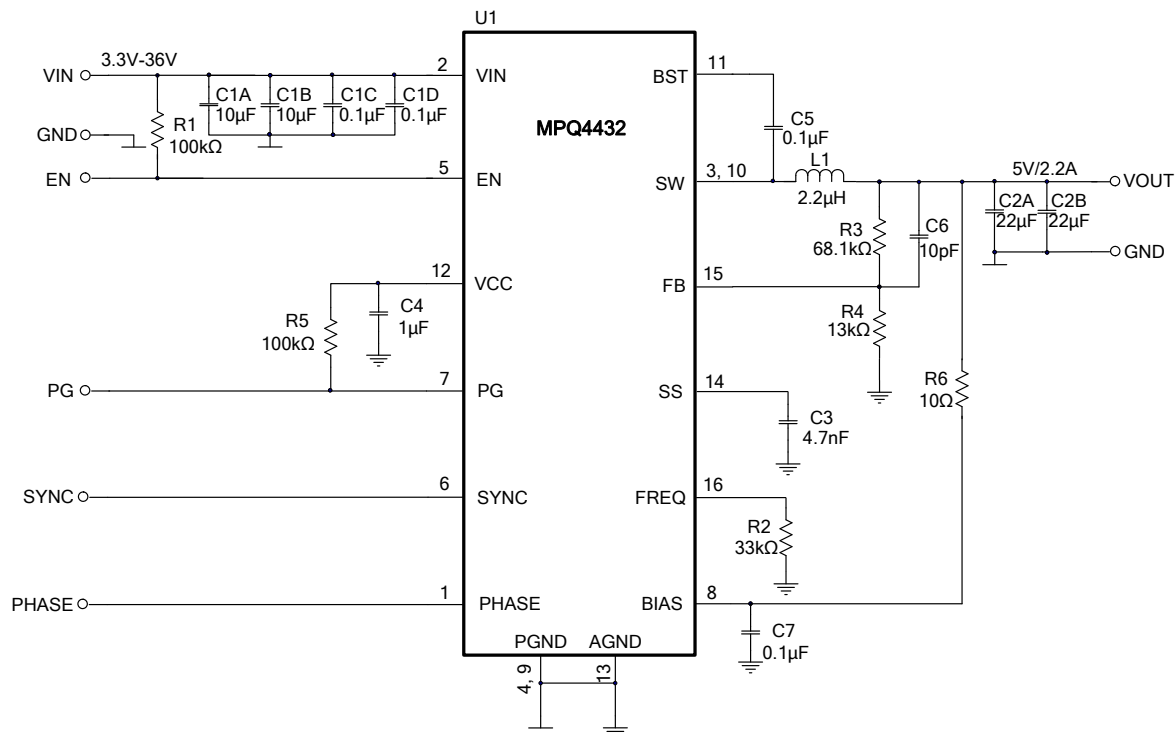 U1
MPQ4432
VIN
3.3V-36V
2
VIN
C1A
10μF
C1B
10μF
C1C
0.1μF
C1D
0.1μF
GND
R1
100kΩ
EN
5
EN
12
VCC
C4
1μF
R5
100kΩ
PG
7
PG
SYNC
6
SYNC
PHASE
1
PHASE
PGND
4, 9
AGND
13
11
BST
C5
0.1μF
3, 10
SW
L1
2.2μH
5V/2.2A
VOUT
C2A
22μF
C2B
22μF
GND
R3
68.1kΩ
C6
10pF
15
FB
R4
13kΩ
14
SS
C3
4.7nF
R6
10Ω
16
FREQ
R2
33kΩ
8
BIAS
C7
0.1μF